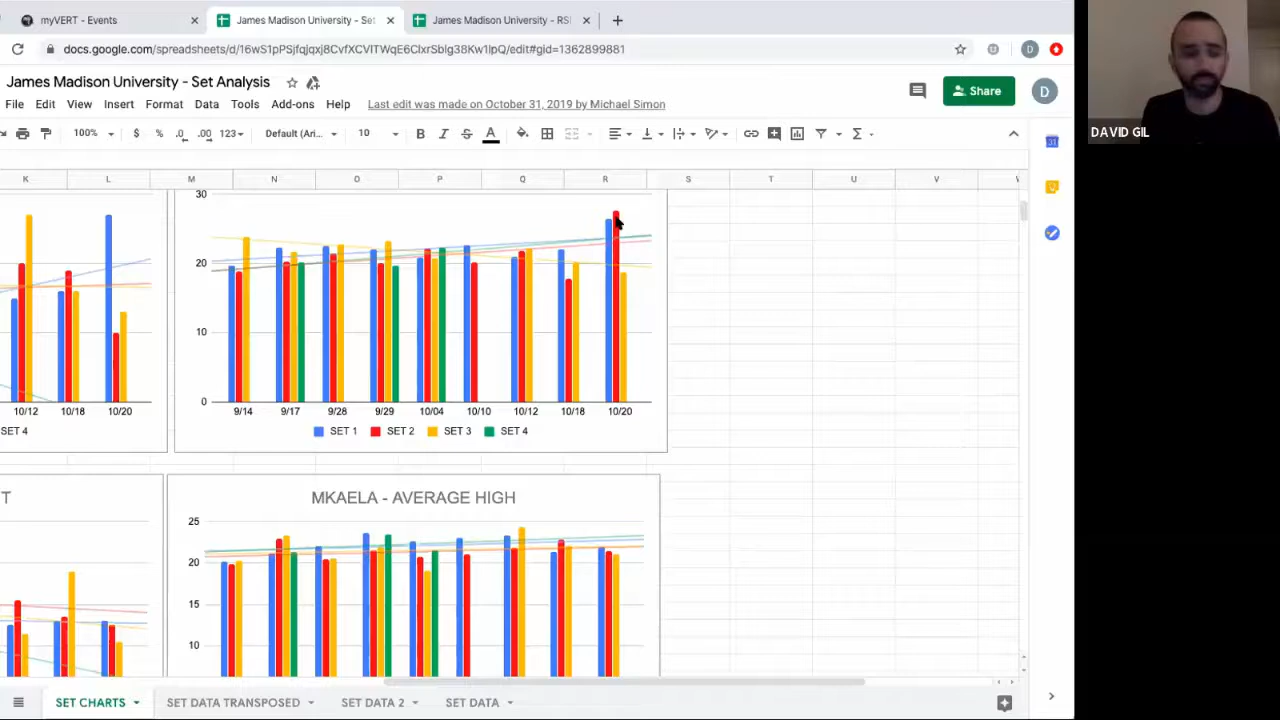 myVERT - Events
James Madison University - Set
James Madison University - RS
docs.google.com/spreadsheets/d/16wS1pPSjfqjqxj8CvfXCVlTWqE6ClxrSblg38Kw1lpQ/edit#gid=1362899881
D
James Madison University - Set Analysis
File Edit View Insert Format Data Tools Add-ons Help Last edit was made on October 31, 2019 by Michael Simon
Share
D
100% $ % .0 .00 123 Default (Ari... 10 B I S A
DAVID GIL
K L M N O P Q R S T U V
30
20
10
0
10/12 10/18 10/20
9/14 9/17 9/28 9/29 10/04 10/10 10/12 10/18 10/20
SET 4
SET 1 SET 2 SET 3 SET 4
T
MKAELA - AVERAGE HIGH
25
20
15
10
SET CHARTS SET DATA TRANSPOSED SET DATA 2 SET DATA